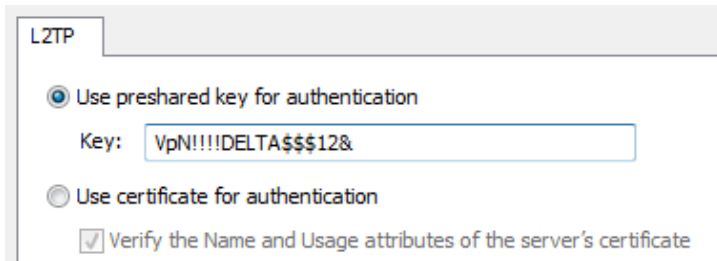 L2TP
Use preshared key for authentication
Key: VpN!!!!DELTA$$$12&
Use certificate for authentication
Verify the Name and Usage attributes of the server's certificate